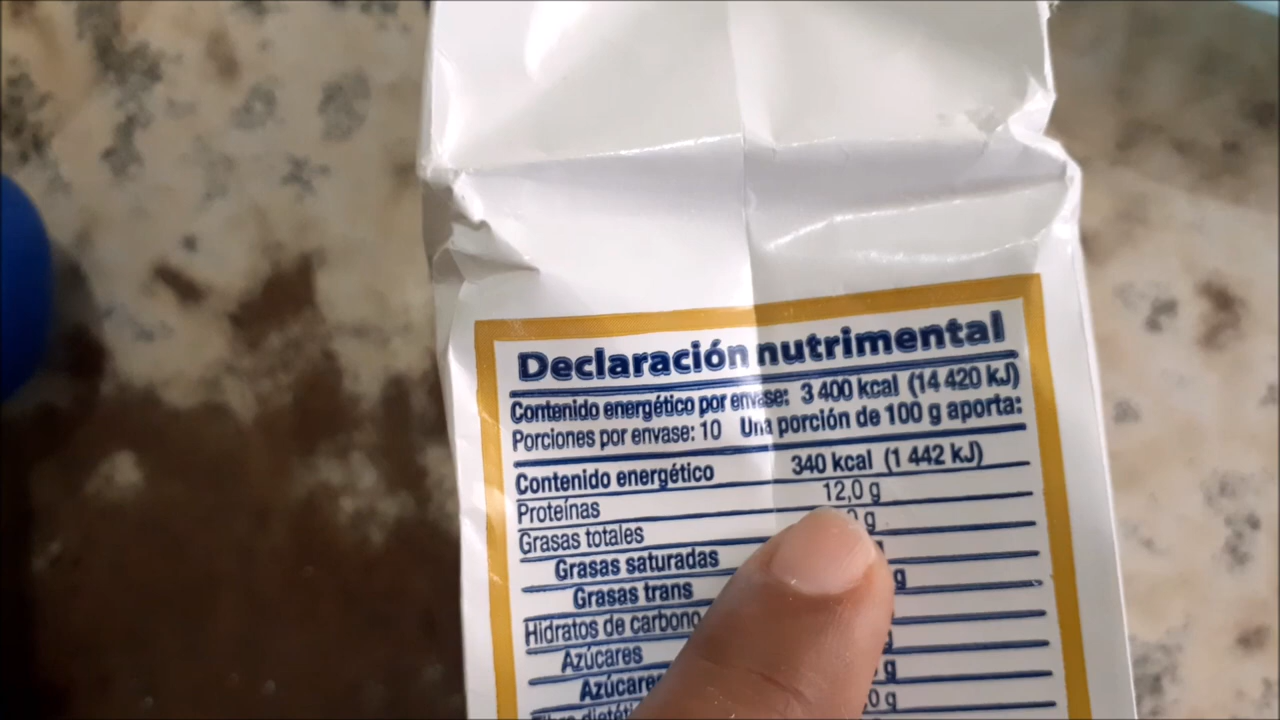 Declaración nutrimental
Contenido energético por envase: 3 400 kcal (14 420 kJ)
Porciones por envase: 10 Una porción de 100 g aporta:
Contenido energético 340 kcal (1 442 kJ)
Proteínas 12,0 g
Grasas totales g
Grasas saturadas
Grasas trans g
Hidratos de carbono
Azúcares g
g